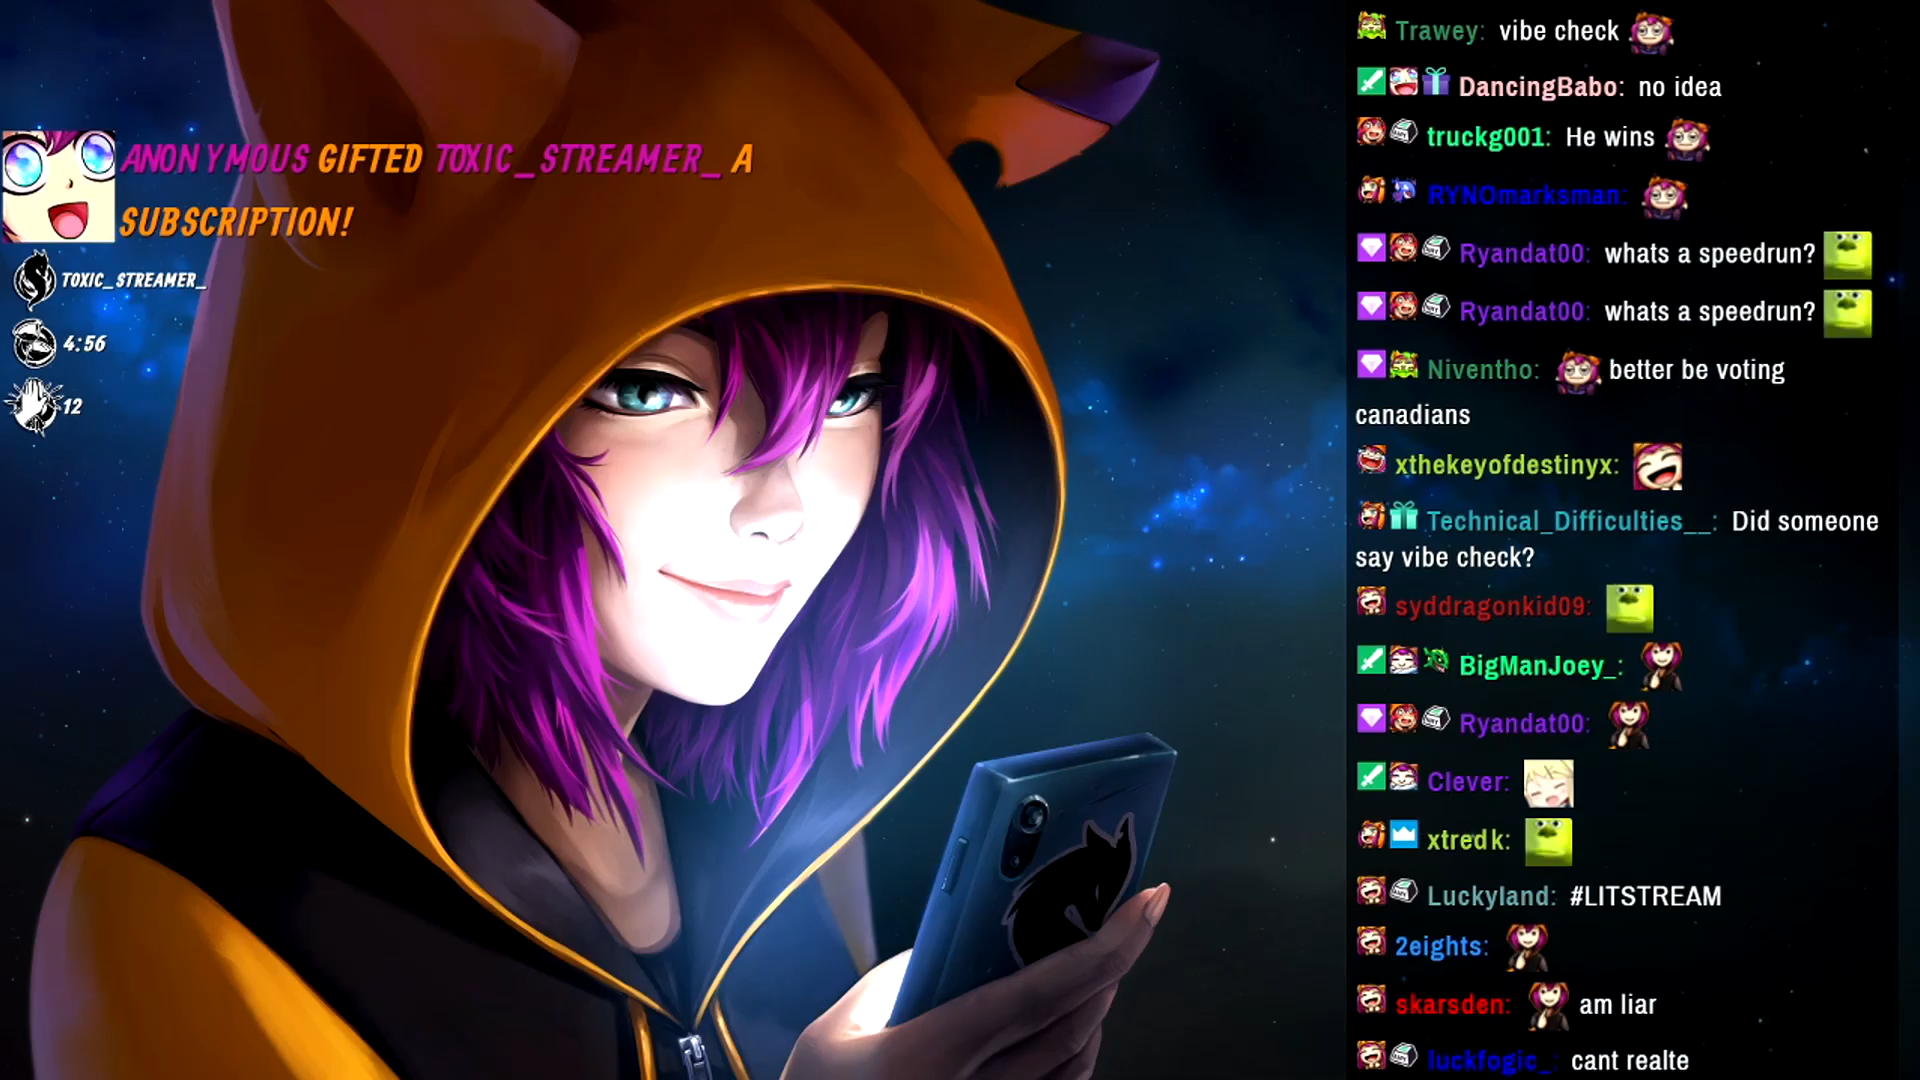 ANONYMOUS GIFTED TOXIC_STREAMER_ A
SUBSCRIPTION!
TOXIC_STREAMER_
4:56
12
Trawey: vibe check
DancingBabo: no idea
truckg001: He wins
RYNOmarksman:
Ryandat00: whats a speedrun?
Ryandat00: whats a speedrun?
Niventho: better be voting
canadians
xthekeyofdestinyx:
Technical_Difficulties__: Did someone
say vibe check?
syddragonkid09:
BigManJoey_:
Ryandat00:
Clever:
xtredk:
Luckyland: #LITSTREAM
2eights:
skarsden: am liar
luckfogic_: cant realte